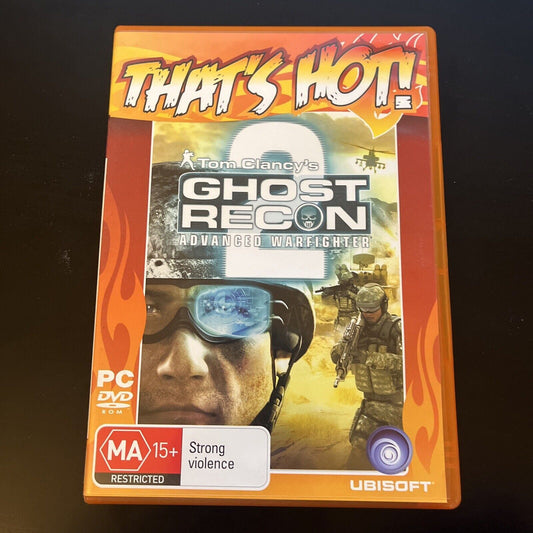 THAT'S HOT!
2
Tom Clancy's
GHOST
RECON
ADVANCED WARFIGHTER
PC
DVD
ROM
MA 15+
RESTRICTED
Strong
violence
UBISOFT